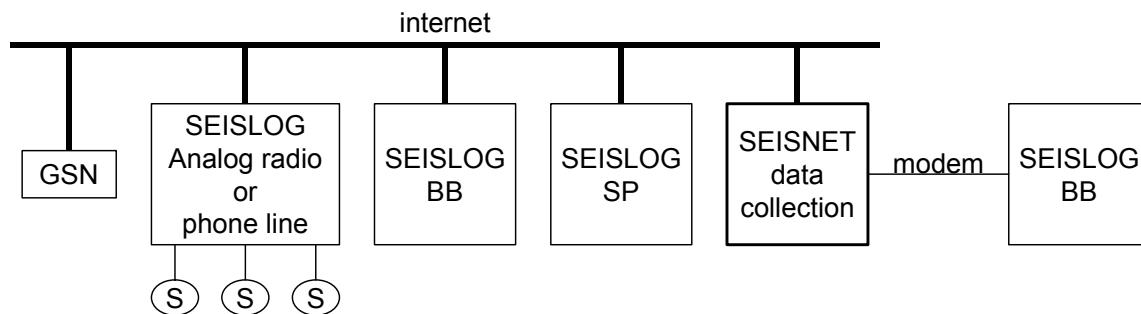 internet
GSN
SEISLOG
Analog radio
or
phone line
S
S
S
SEISLOG
BB
SEISLOG
SP
SEISNET
data
collection
modem
SEISLOG
BB